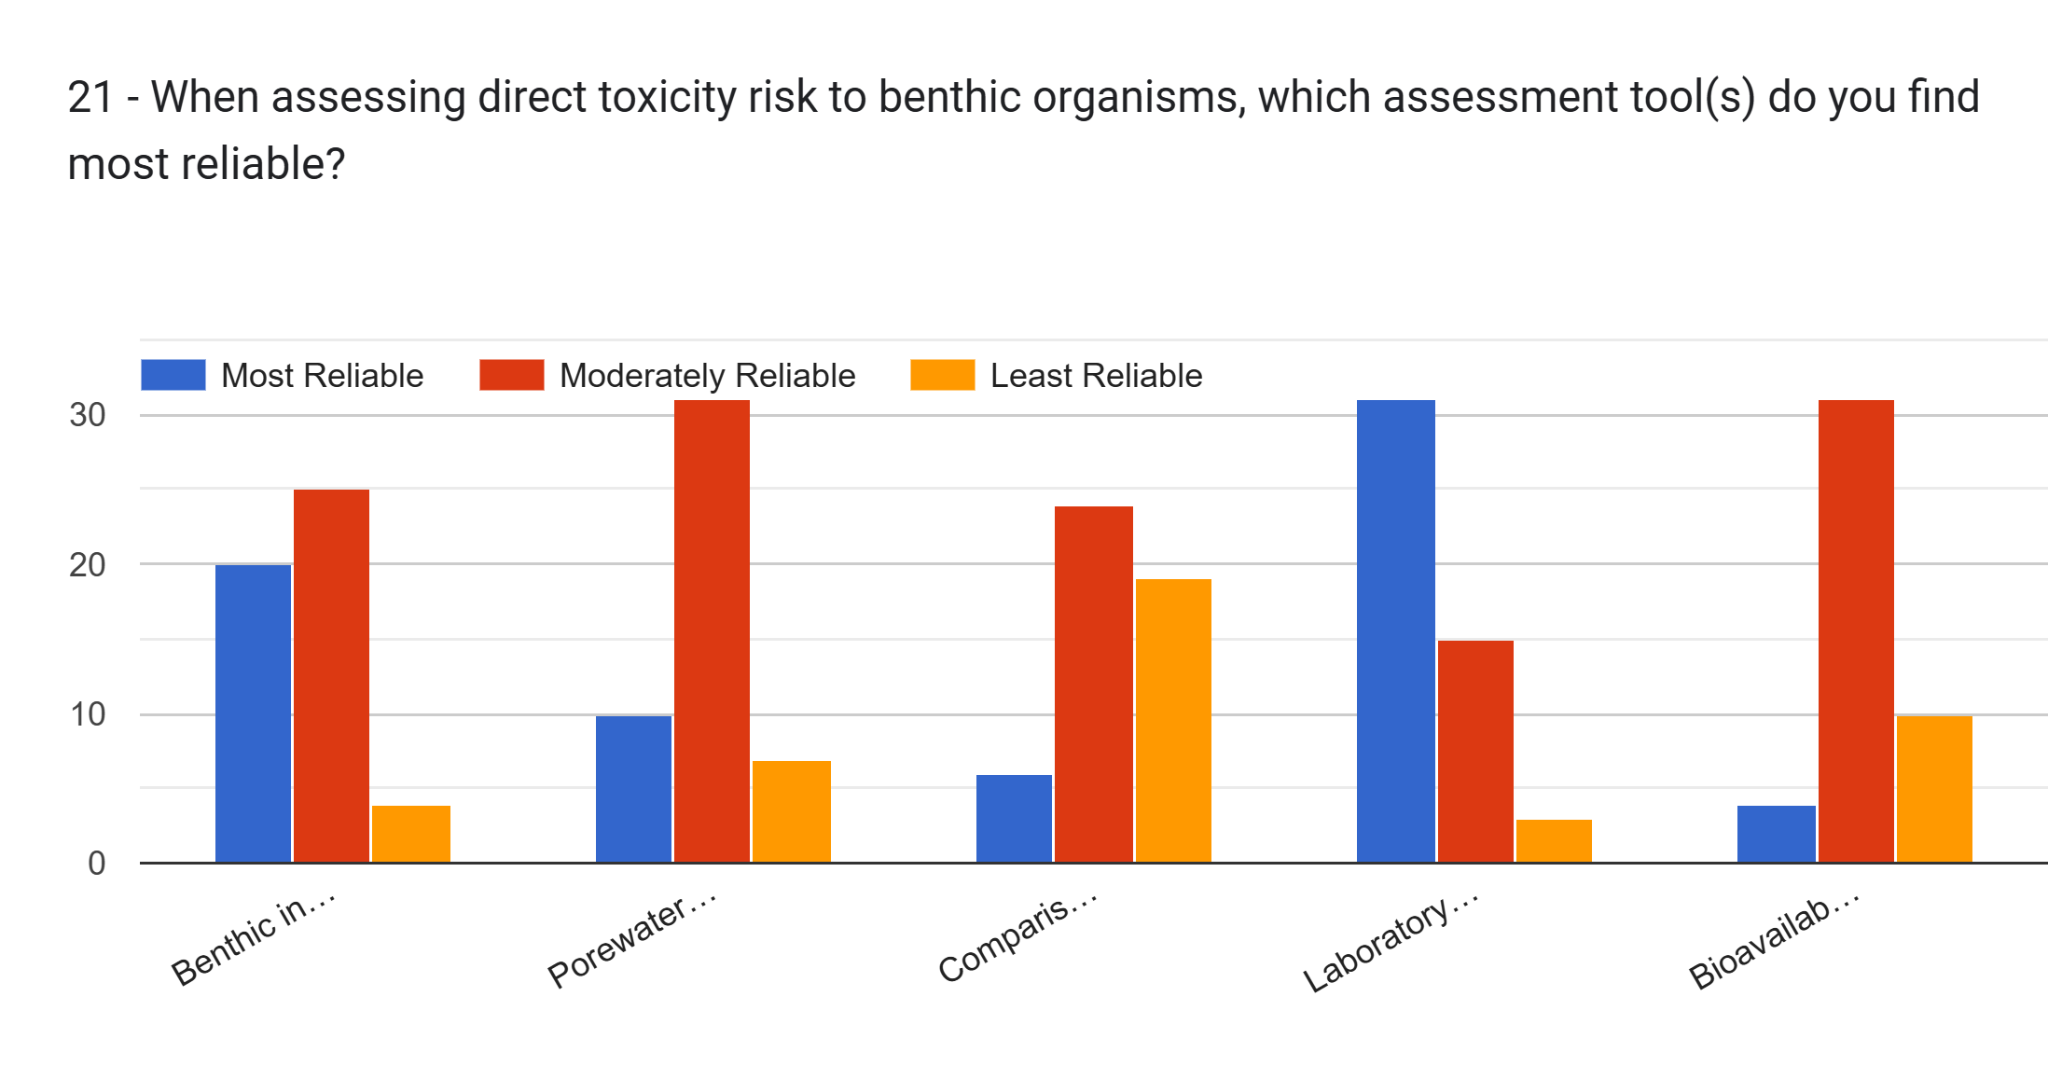 21 - When assessing direct toxicity risk to benthic organisms, which assessment tool(s) do you find
most reliable?
Most Reliable Moderately Reliable Least Reliable
30
20
10
0
Benthic in…
Porewater…
Comparis…
Laboratory…
Bioavailab…